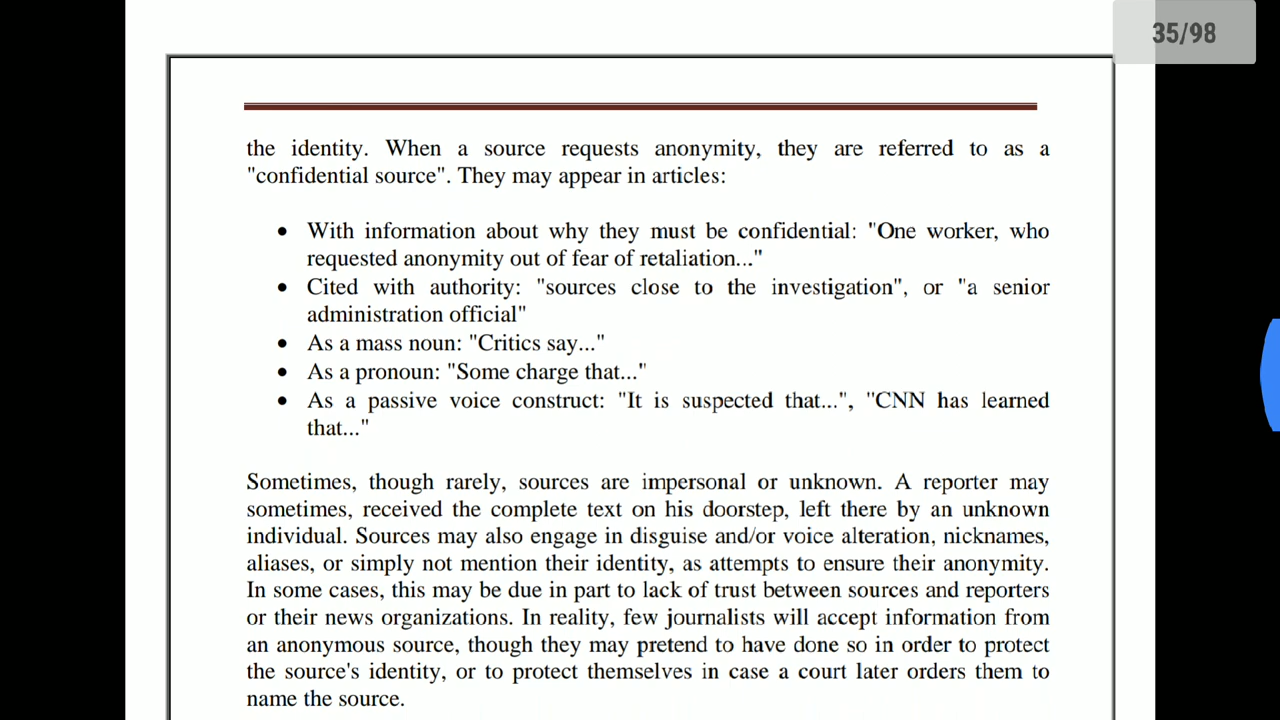 35/98
the identity. When a source requests anonymity, they are referred to as a
"confidential source". They may appear in articles:
• With information about why they must be confidential: "One worker, who
requested anonymity out of fear of retaliation..."
• Cited with authority: "sources close to the investigation", or "a senior
administration official"
• As a mass noun: "Critics say..."
• As a pronoun: "Some charge that..."
• As a passive voice construct: "It is suspected that...", "CNN has learned
that..."
Sometimes, though rarely, sources are impersonal or unknown. A reporter may
sometimes, received the complete text on his doorstep, left there by an unknown
individual. Sources may also engage in disguise and/or voice alteration, nicknames,
aliases, or simply not mention their identity, as attempts to ensure their anonymity.
In some cases, this may be due in part to lack of trust between sources and reporters
or their news organizations. In reality, few journalists will accept information from
an anonymous source, though they may pretend to have done so in order to protect
the source's identity, or to protect themselves in case a court later orders them to
name the source.